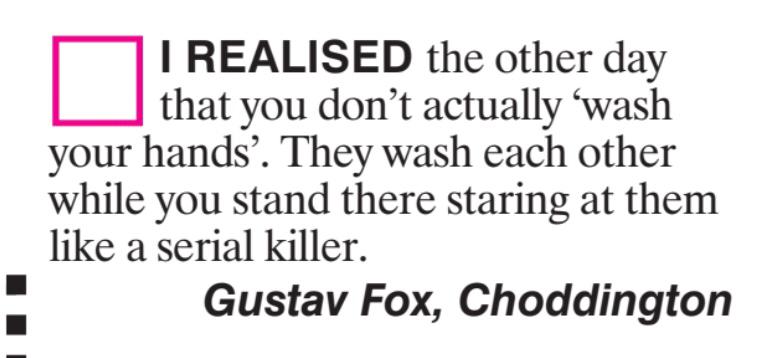 I REALISED the other day
that you don’t actually ‘wash
your hands’. They wash each other
while you stand there staring at them
like a serial killer.
Gustav Fox, Choddington